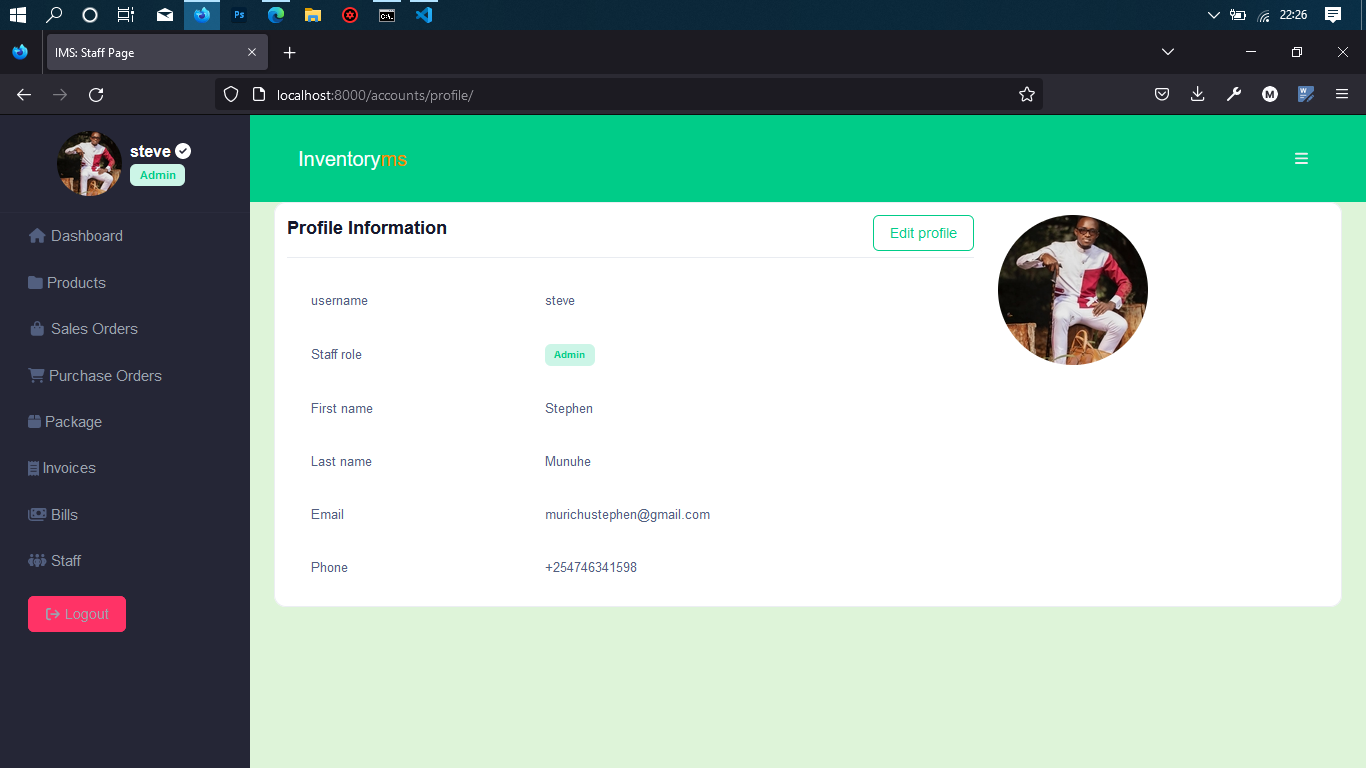 22:26
IMS: Staff Page
localhost:8000/accounts/profile/
steve
Admin
Dashboard
Products
Sales Orders
Purchase Orders
Package
Invoices
Bills
Staff
Logout
Inventoryms
Profile Information
Edit profile
username steve
Staff role Admin
First name Stephen
Last name Munuhe
Email murichustephen@gmail.com
Phone +254746341598